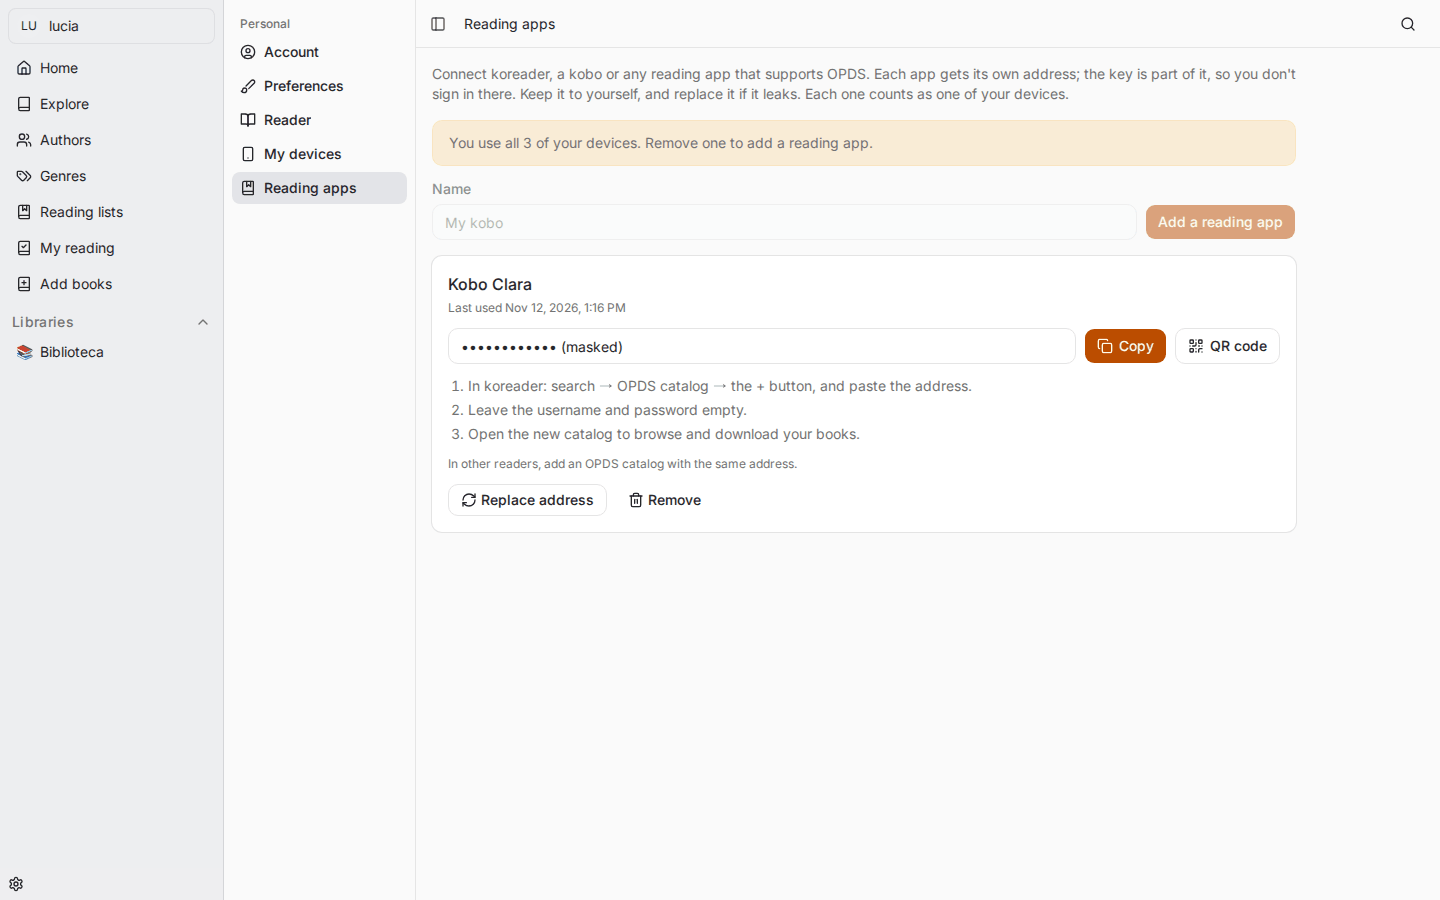 LU lucia
Home
Explore
Authors
Genres
Reading lists
My reading
Add books
Libraries
Biblioteca
Personal
Account
Preferences
Reader
My devices
Reading apps
Reading apps
Connect koreader, a kobo or any reading app that supports OPDS. Each app gets its own address; the key is part of it, so you don't
sign in there. Keep it to yourself, and replace it if it leaks. Each one counts as one of your devices.
You use all 3 of your devices. Remove one to add a reading app.
Name
My kobo
Add a reading app
Kobo Clara
Last used Nov 12, 2026, 1:16 PM
•••••••••••• (masked)
Copy
QR code
1. In koreader: search → OPDS catalog → the + button, and paste the address.
2. Leave the username and password empty.
3. Open the new catalog to browse and download your books.
In other readers, add an OPDS catalog with the same address.
Replace address
Remove